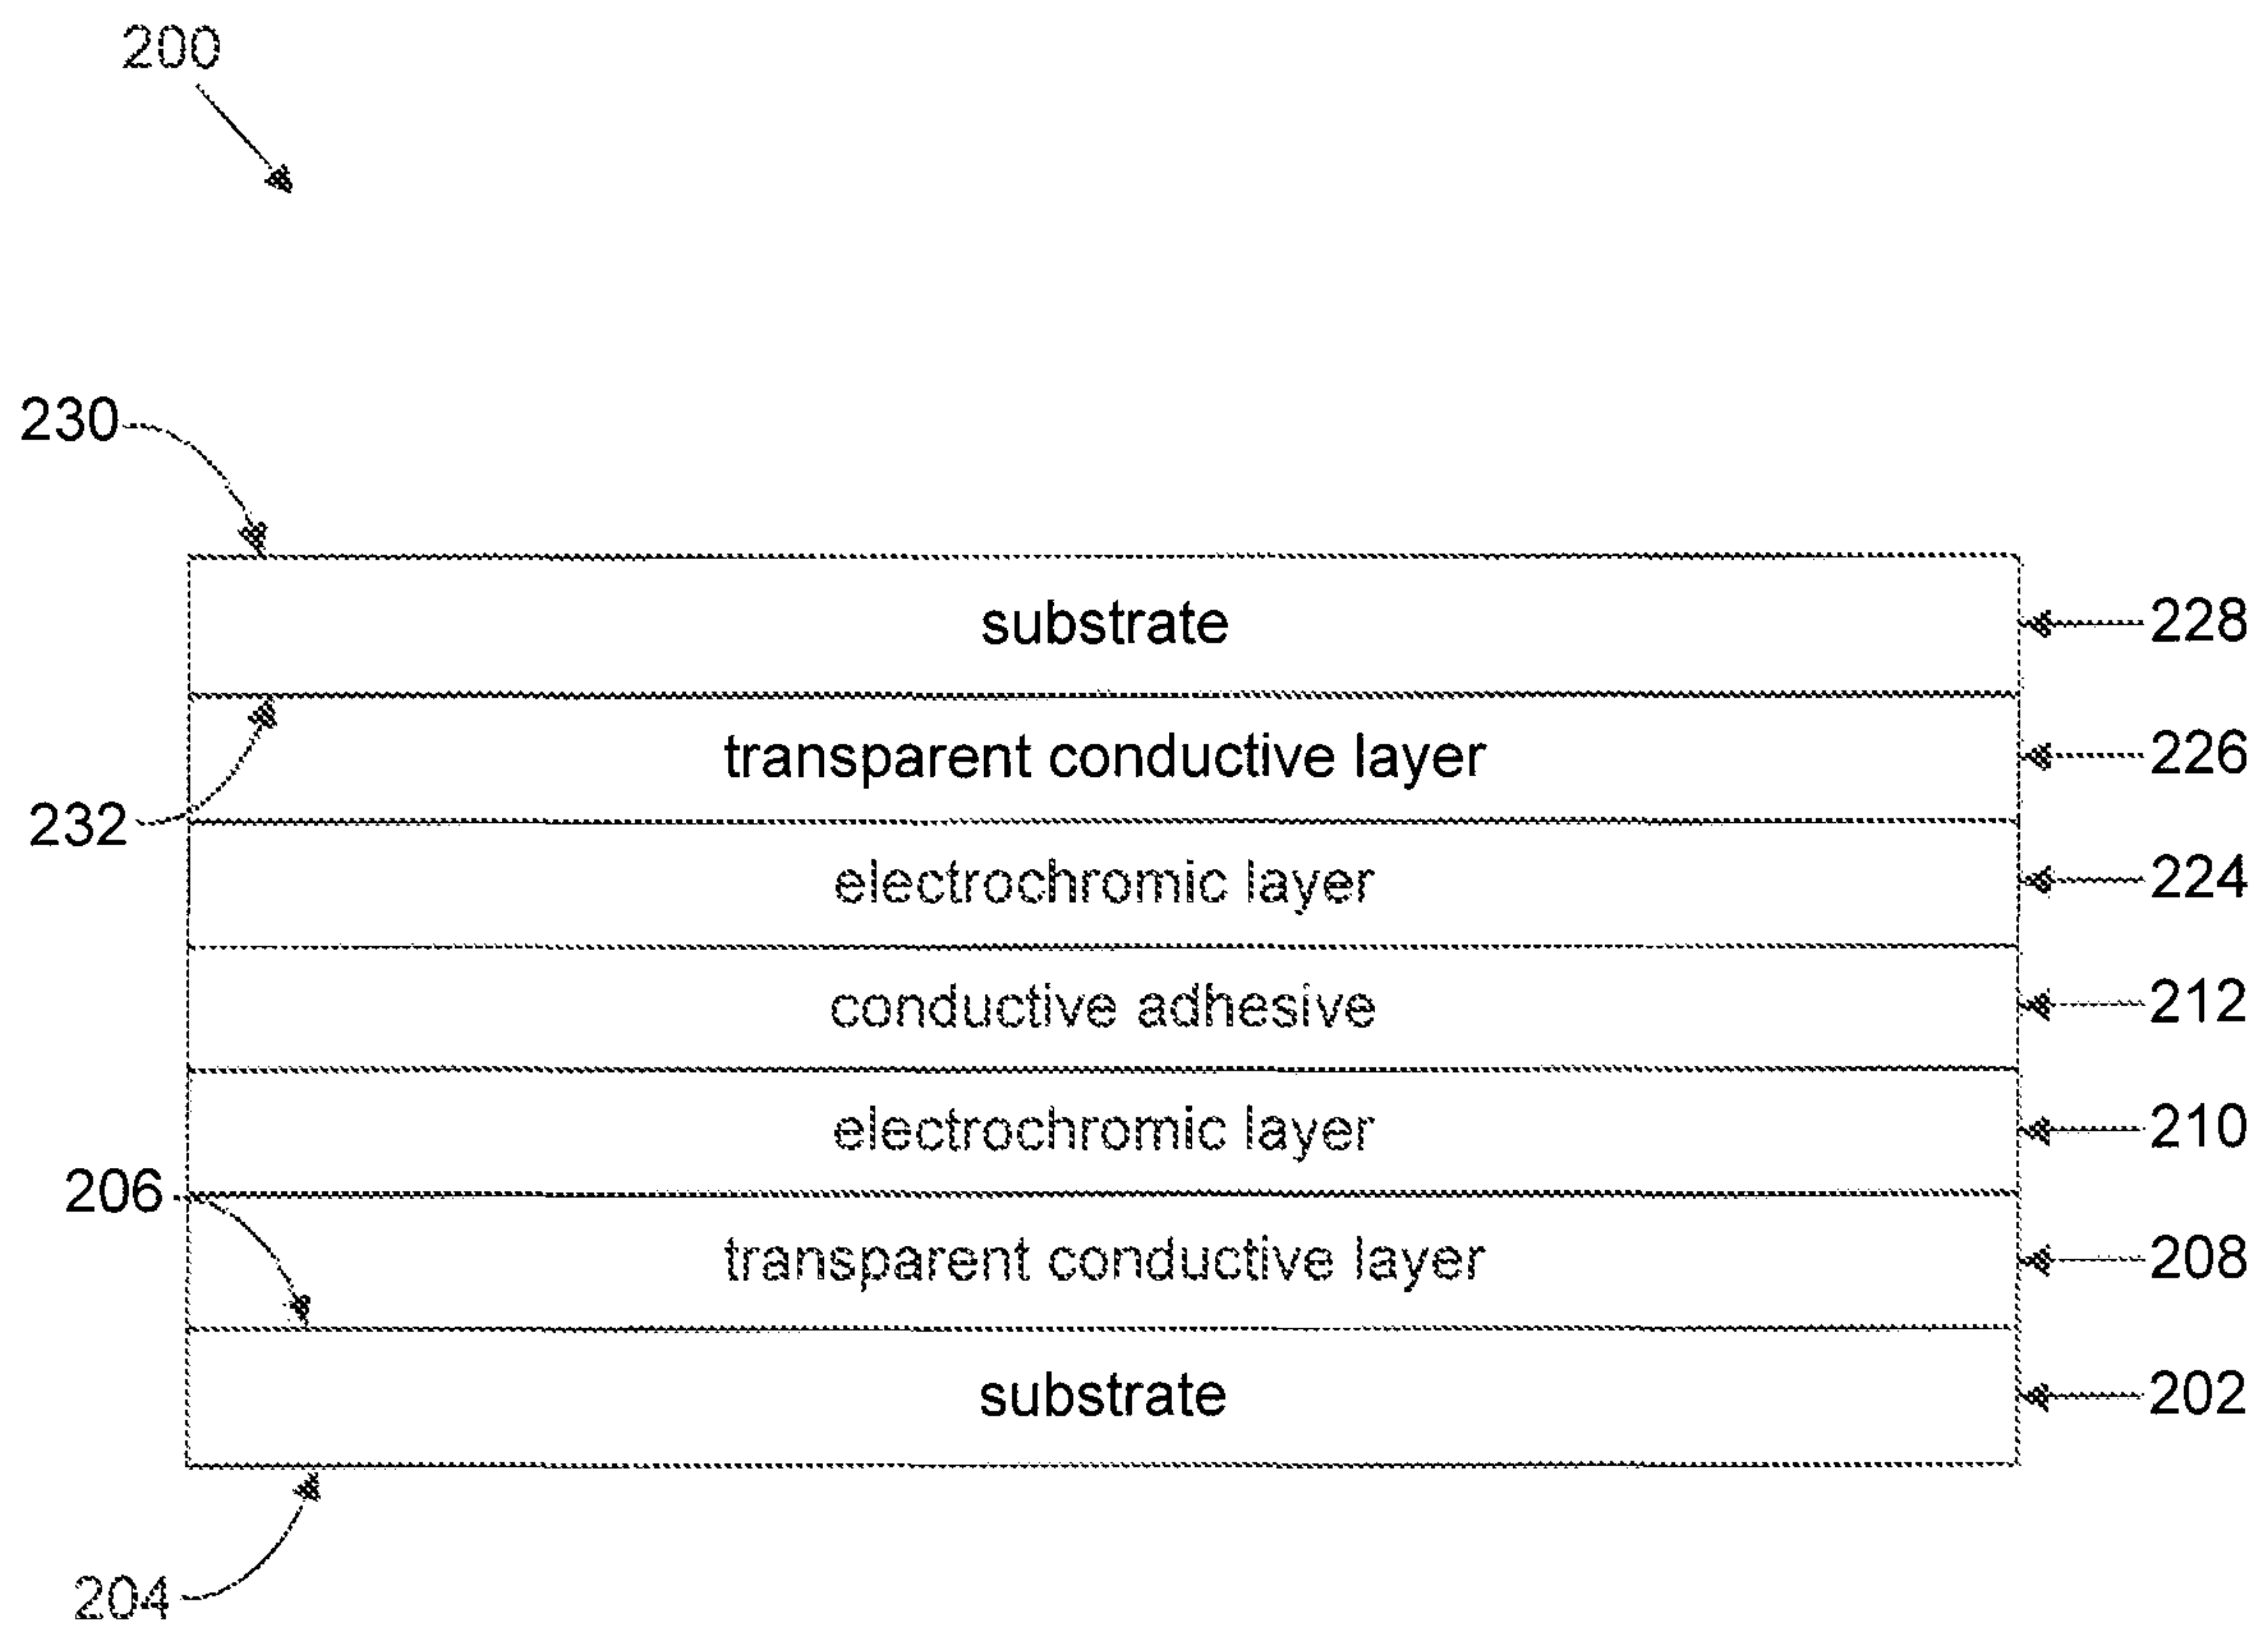 200
230
substrate 228
transparent conductive layer 226
232
electrochromic layer 224
conductive adhesive 212
electrochromic layer 210
206
transparent conductive layer 208
substrate 202
204